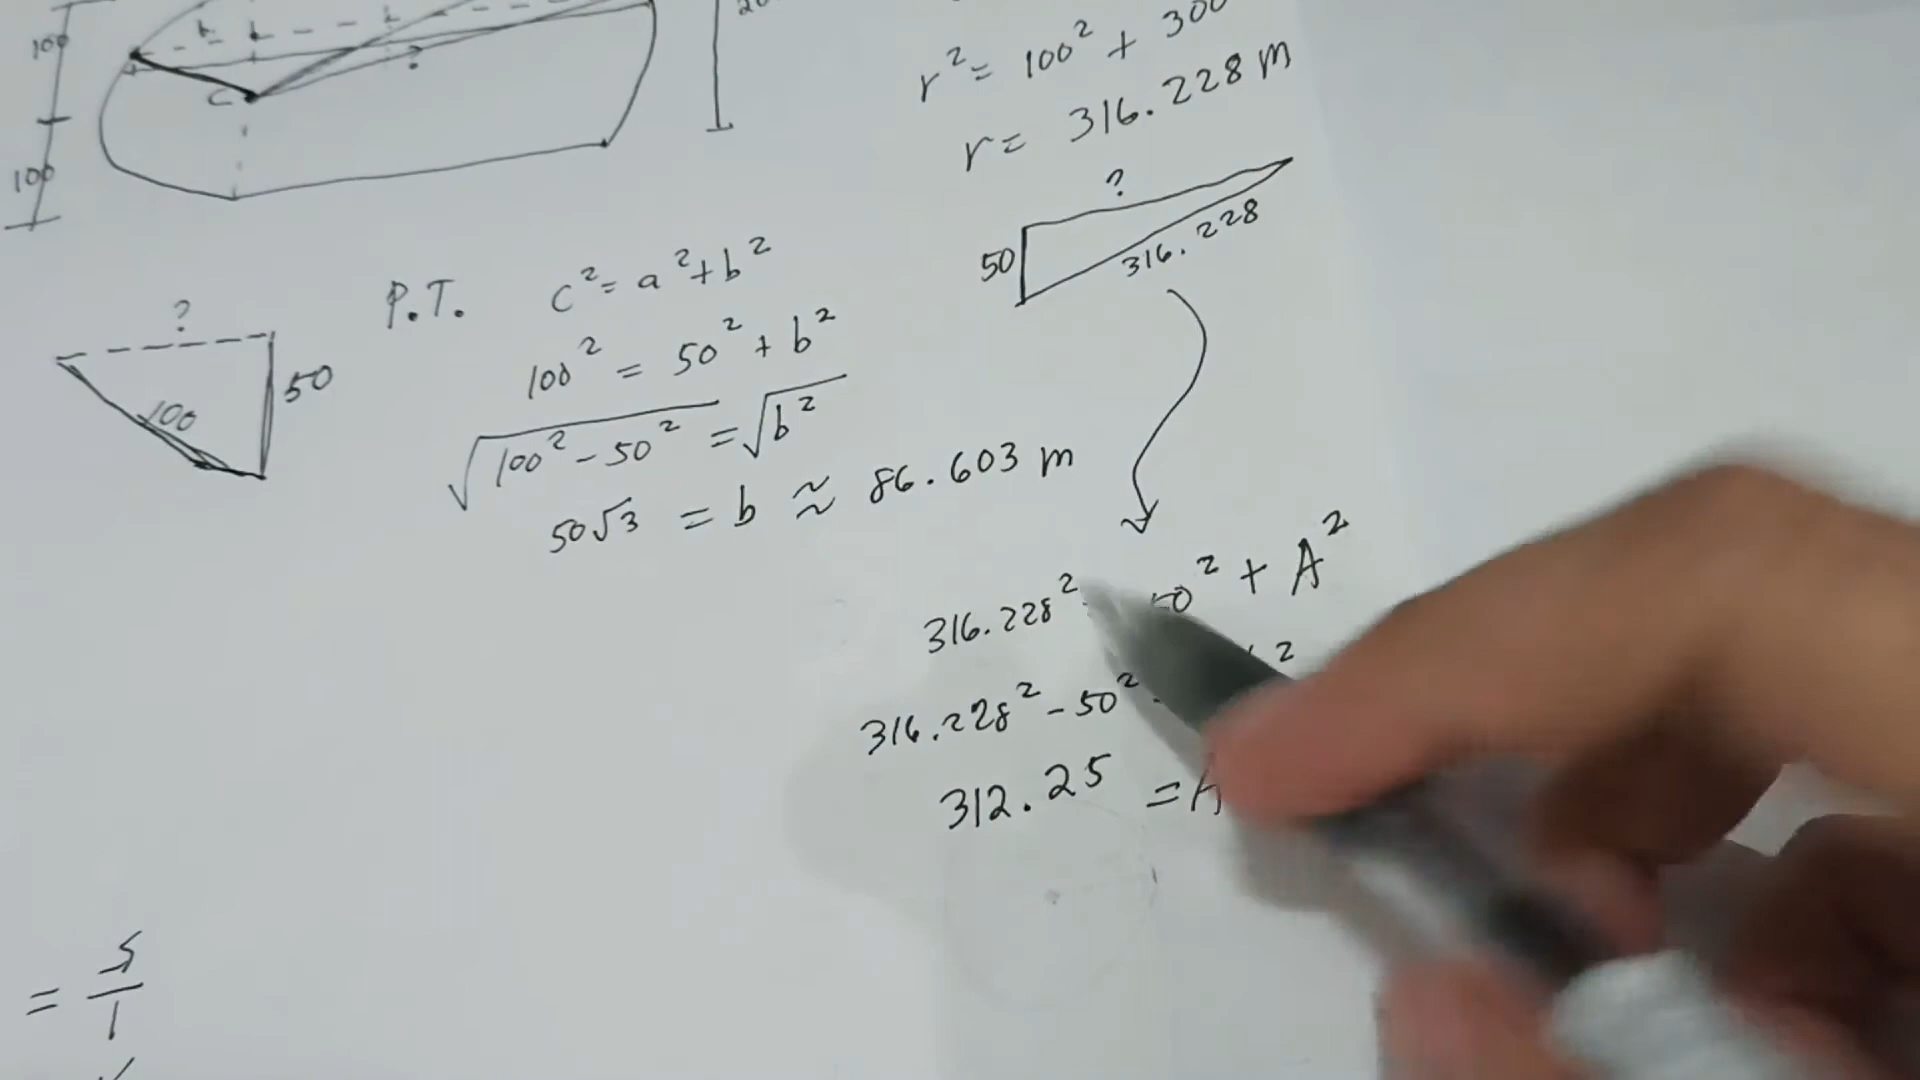 100
100
C
?
r² = 100² + 300
r = 316.228 m
?
50
316.228
P.T. c² = a² + b²
100² = 50² + b²
√100² - 50² = √b²
50√3 = b ≈ 86.603 m
?
50
100
316.228² 50² + A²
316.228² - 50² ²
312.25 = A
= 5/1